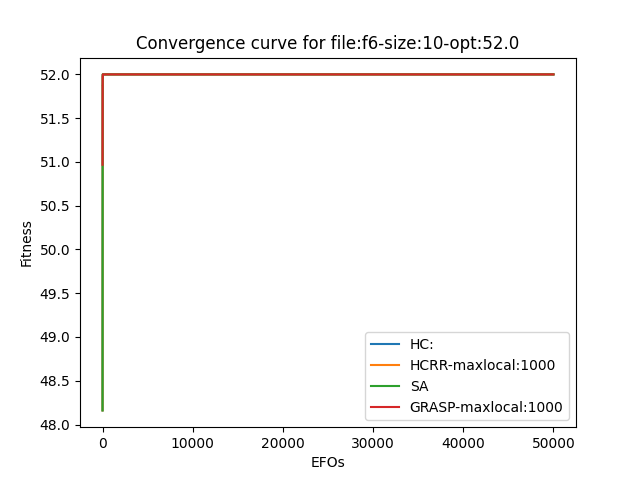 Convergence curve for file:f6-size:10-opt:52.0
52.0
51.5
51.0
50.5
50.0
49.5
49.0
48.5
48.0
Fitness
HC:
HCRR-maxlocal:1000
SA
GRASP-maxlocal:1000
0 10000 20000 30000 40000 50000
EFOs